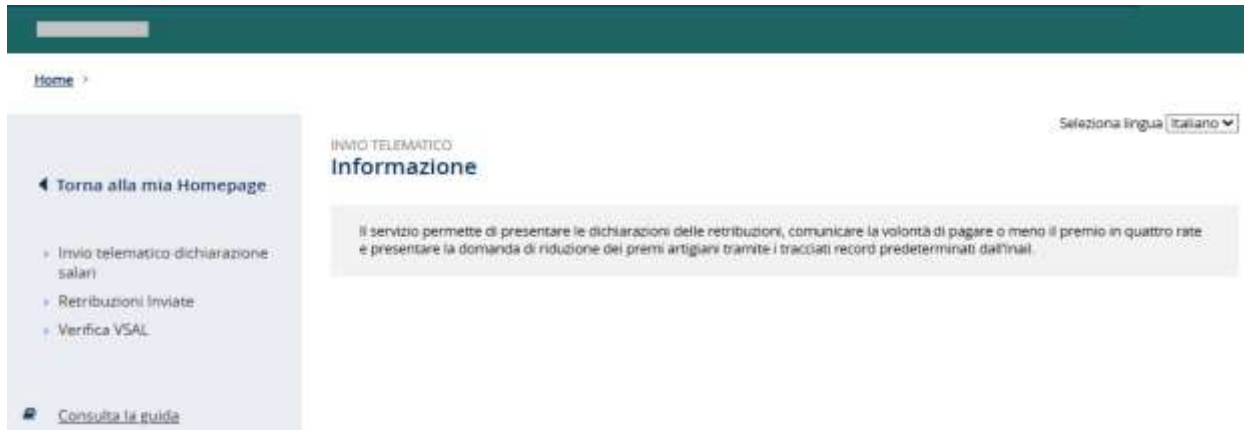 Home >
Seleziona lingua Italiano
INVIO TELEMATICO
Informazione
Torna alla mia Homepage
Il servizio permette di presentare le dichiarazioni delle retribuzioni, comunicare la volontà di pagare o meno il premio in quattro rate
e presentare la domanda di riduzione dei premi artigiani tramite i tracciati record predeterminati dall'Inail.
Invio telematico dichiarazione
salari
Retribuzioni Inviate
Verifica VSAL
Consulta la guida